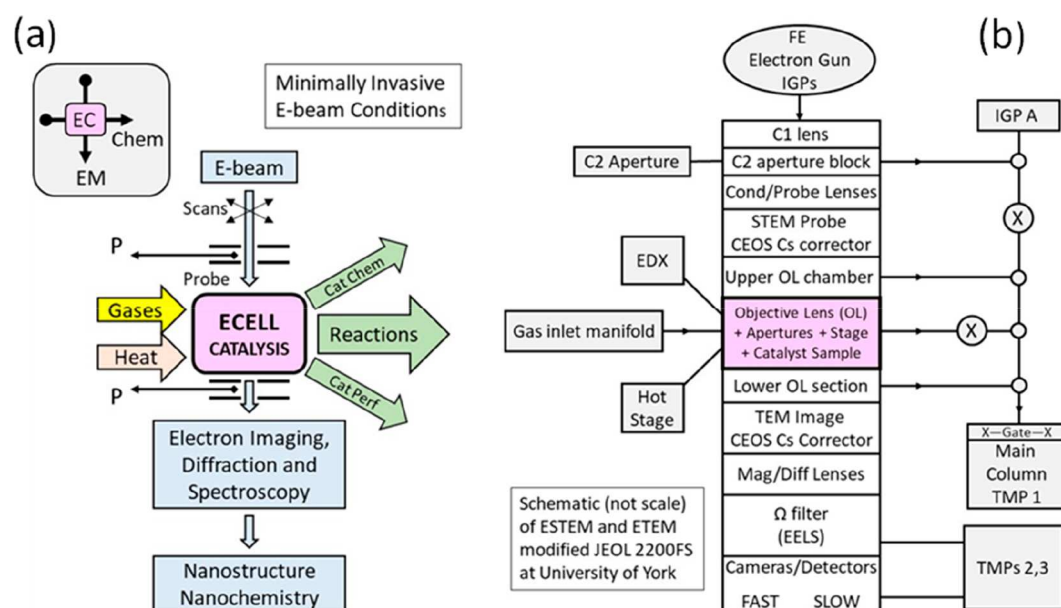 (a)
EC
Chem
EM
Minimally Invasive
E-beam Conditions
E-beam
Scans
P
Probe
Gases
Heat
ECELL
CATALYSIS
Cat Chem
Reactions
Cat Perf
P
Electron Imaging,
Diffraction and
Spectroscopy
Nanostructure
Nanochemistry
(b)
FE
Electron Gun
IGPs
IGP A
C1 lens
C2 Aperture
C2 aperture block
Cond/Probe Lenses
X
STEM Probe
CEOS Cs corrector
EDX
Upper OL chamber
Gas inlet manifold
Objective Lens (OL)
+ Apertures + Stage
+ Catalyst Sample
X
Hot
Stage
Lower OL section
TEM Image
CEOS Cs Corrector
X—Gate—X
Main
Column
TMP 1
Mag/Diff Lenses
Schematic (not scale)
of ESTEM and ETEM
modified JEOL 2200FS
at University of York
Ω filter
(EELS)
TMPs 2,3
Cameras/Detectors
FAST SLOW